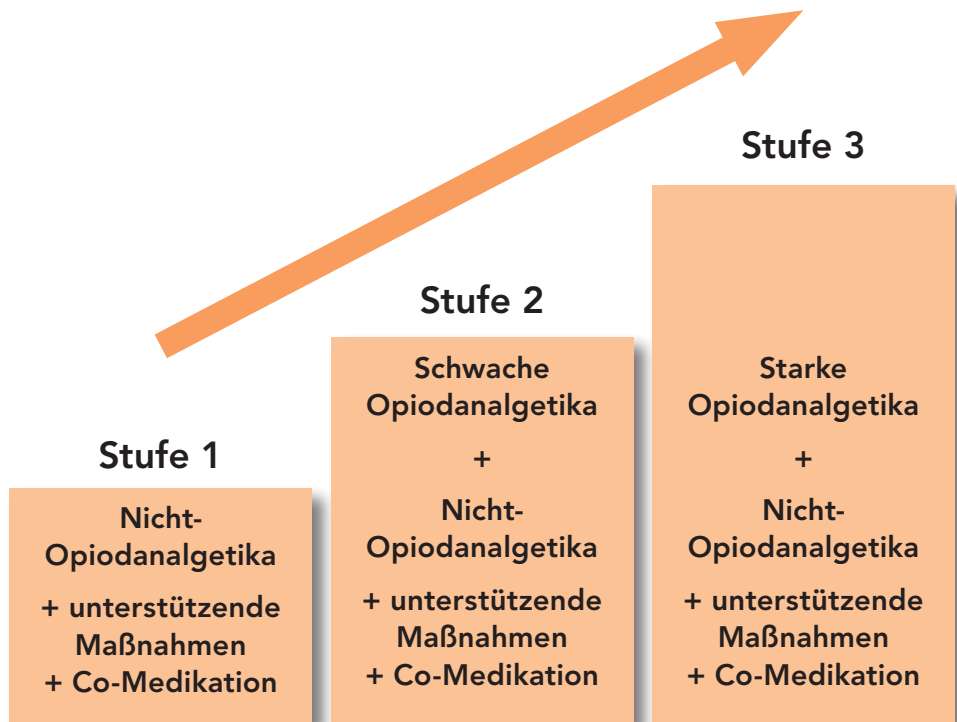 Stufe 1
Nicht-
Opiodanalgetika
+ unterstützende
Maßnahmen
+ Co-Medikation
Stufe 2
Schwache
Opiodanalgetika
+
Nicht-
Opiodanalgetika
+ unterstützende
Maßnahmen
+ Co-Medikation
Stufe 3
Starke
Opiodanalgetika
+
Nicht-
Opiodanalgetika
+ unterstützende
Maßnahmen
+ Co-Medikation